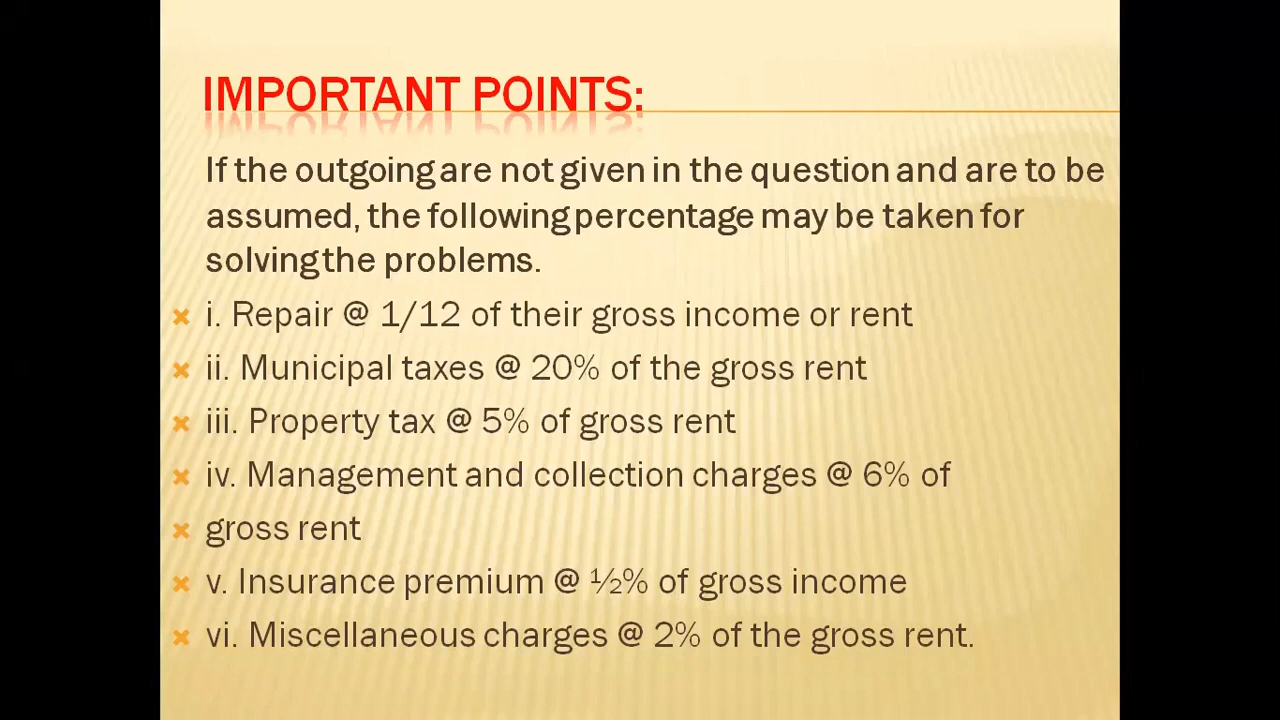 IMPORTANT POINTS:
If the outgoing are not given in the question and are to be
assumed, the following percentage may be taken for
solving the problems.
i. Repair @ 1/12 of their gross income or rent
ii. Municipal taxes @ 20% of the gross rent
iii. Property tax @ 5% of gross rent
iv. Management and collection charges @ 6% of
gross rent
v. Insurance premium @ ½% of gross income
vi. Miscellaneous charges @ 2% of the gross rent.